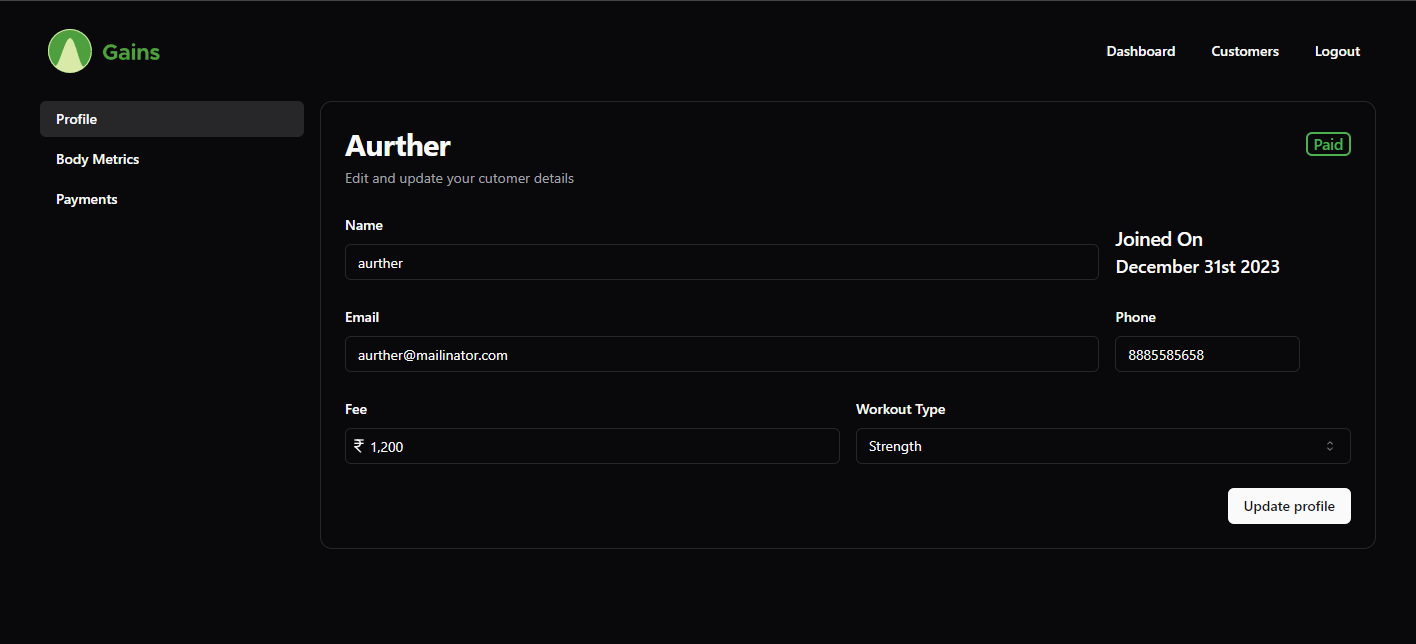 Gains
Dashboard Customers Logout
Profile
Body Metrics
Payments
Aurther
Paid
Edit and update your cutomer details
Name
aurther
Joined On
December 31st 2023
Email
aurther@mailinator.com
Phone
8885585658
Fee
₹ 1,200
Workout Type
Strength
Update profile